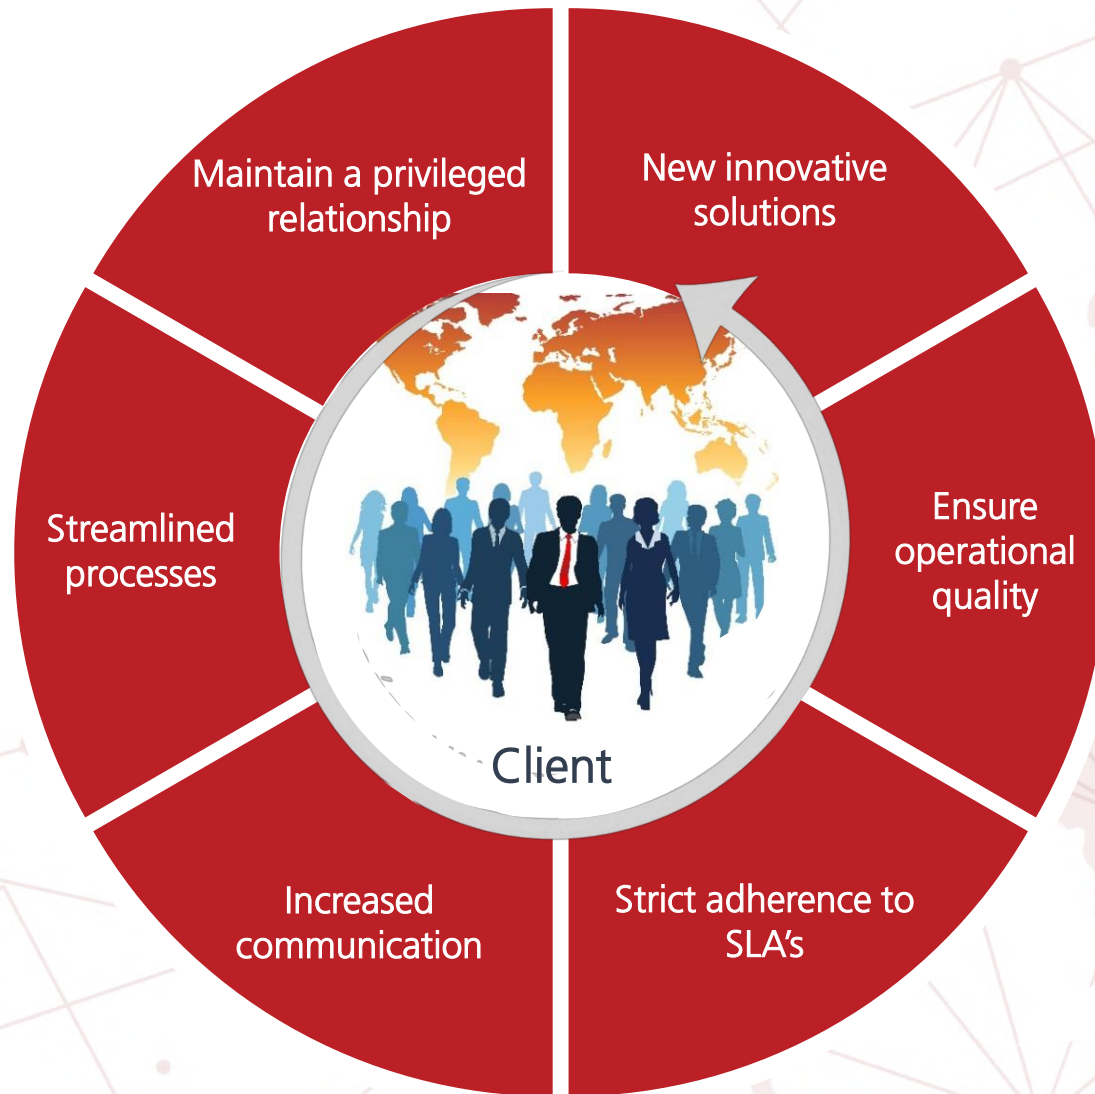 Maintain a privileged
relationship
New innovative
solutions
Streamlined
processes
Ensure
operational
quality
Client
Increased
communication
Strict adherence to
SLA’s